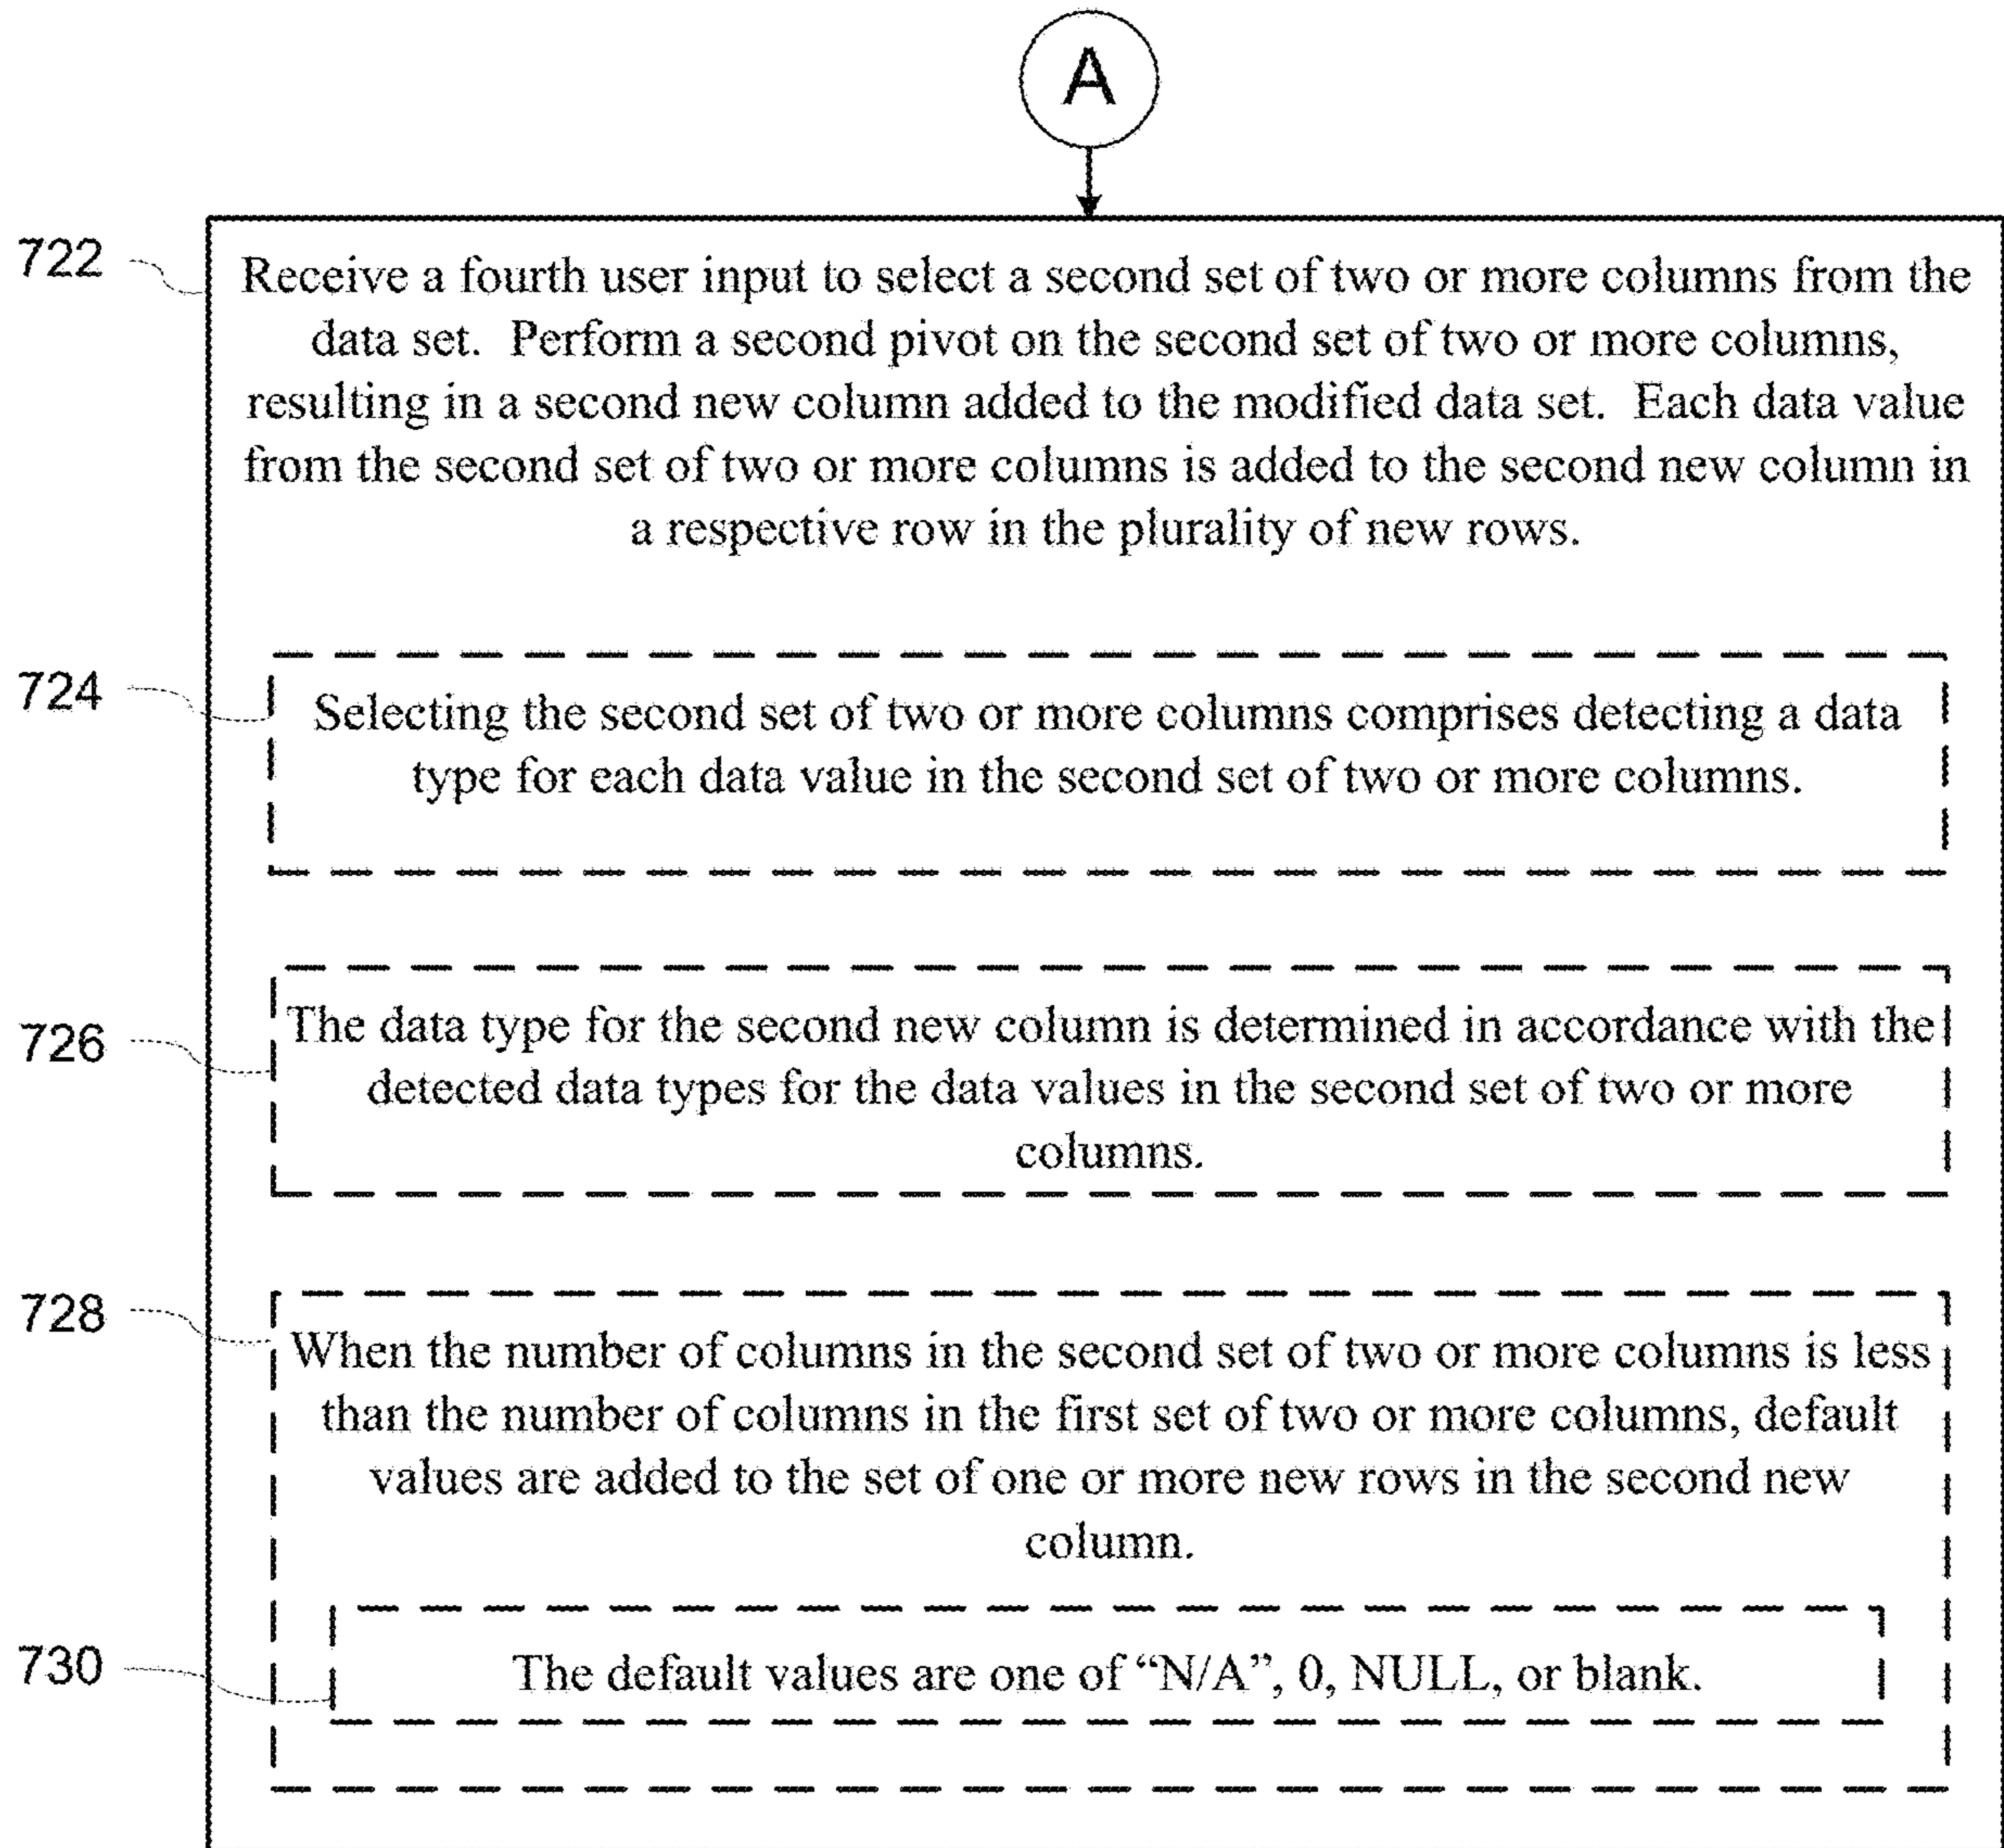 A
722
Receive a fourth user input to select a second set of two or more columns from the
data set.  Perform a second pivot on the second set of two or more columns,
resulting in a second new column added to the modified data set.  Each data value
from the second set of two or more columns is added to the second new column in
a respective row in the plurality of new rows.
724
Selecting the second set of two or more columns comprises detecting a data
type for each data value in the second set of two or more columns.
726
The data type for the second new column is determined in accordance with the
detected data types for the data values in the second set of two or more
columns.
728
When the number of columns in the second set of two or more columns is less
than the number of columns in the first set of two or more columns, default
values are added to the set of one or more new rows in the second new
column.
730
The default values are one of “N/A”, 0, NULL, or blank.